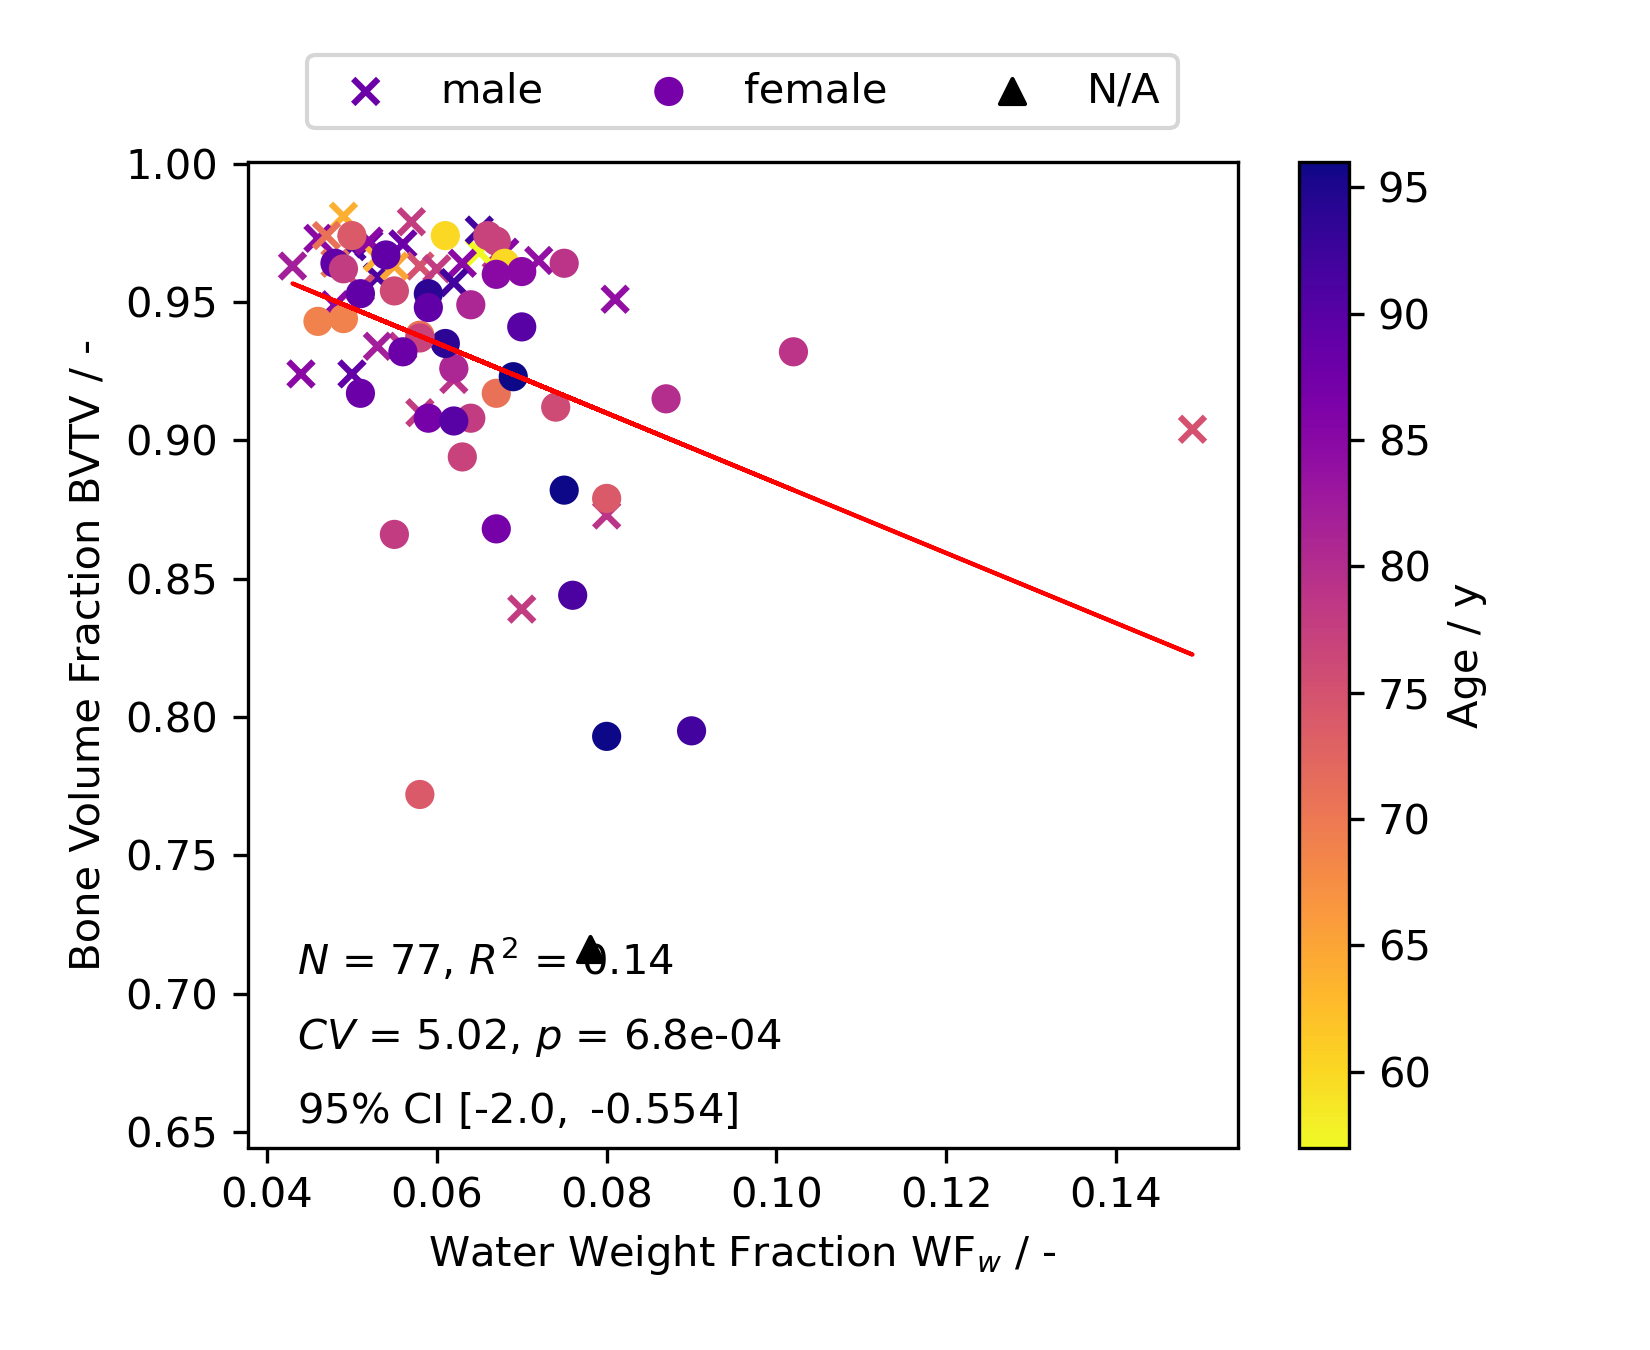 male female N/A
1.00
0.95
0.90
0.85
0.80
0.75
0.70
0.65
Bone Volume Fraction BVTV / -
N = 77, R² = 0.14
CV = 5.02, p = 6.8e-04
95% CI [-2.0, -0.554]
0.04 0.06 0.08 0.10 0.12 0.14
Water Weight Fraction WF_w / -
95
90
85
80
75
70
65
60
Age / y